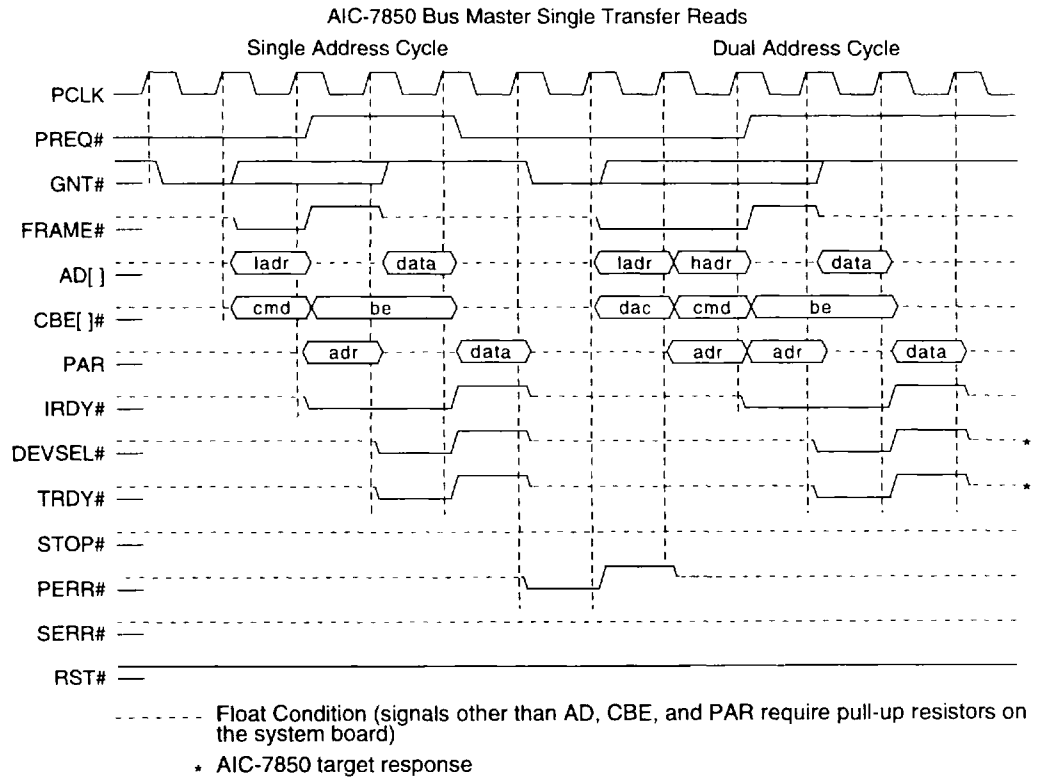 AIC-7850 Bus Master Single Transfer Reads
Single Address Cycle Dual Address Cycle
PCLK
PREQ#
GNT#
FRAME#
AD[ ] ladr data ladr hadr data
CBE[ ]# cmd be dac cmd be
PAR adr data adr adr data
IRDY#
DEVSEL# *
TRDY# *
STOP#
PERR#
SERR#
RST#
Float Condition (signals other than AD, CBE, and PAR require pull-up resistors on
the system board)
* AIC-7850 target response